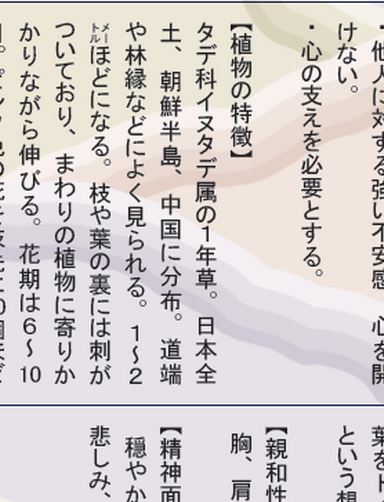 ・他人に対する強い不安感 心を開
けない。
・心の支えを必要とする。
【植物の特徴】
タデ科イヌタデ属の1年草。日本全
土、朝鮮半島、中国に分布。道端
や林縁などによく見られる。1〜2
メートルほどになる。枝や葉の裏には刺が
ついており、まわりの植物に寄りか
かりながら伸びる。花期は6〜10
という想
【親和性
胸、肩
【精神面
穏やか
悲しみ、